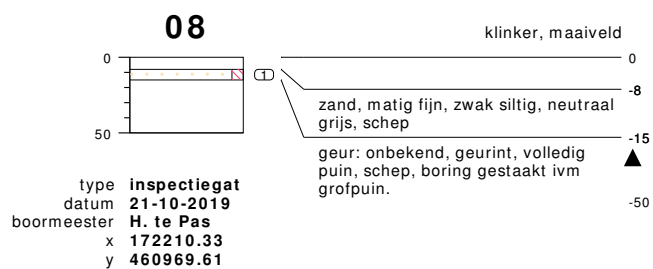 08
klinker, maaiveld
0
0
1
-8
zand, matig fijn, zwak siltig, neutraal
grijs, schep
-15
50
geur: onbekend, geurint, volledig
puin, schep, boring gestaakt ivm
grofpuin.
-50
type inspectiegat
datum 21-10-2019
boormeester H. te Pas
x 172210.33
y 460969.61